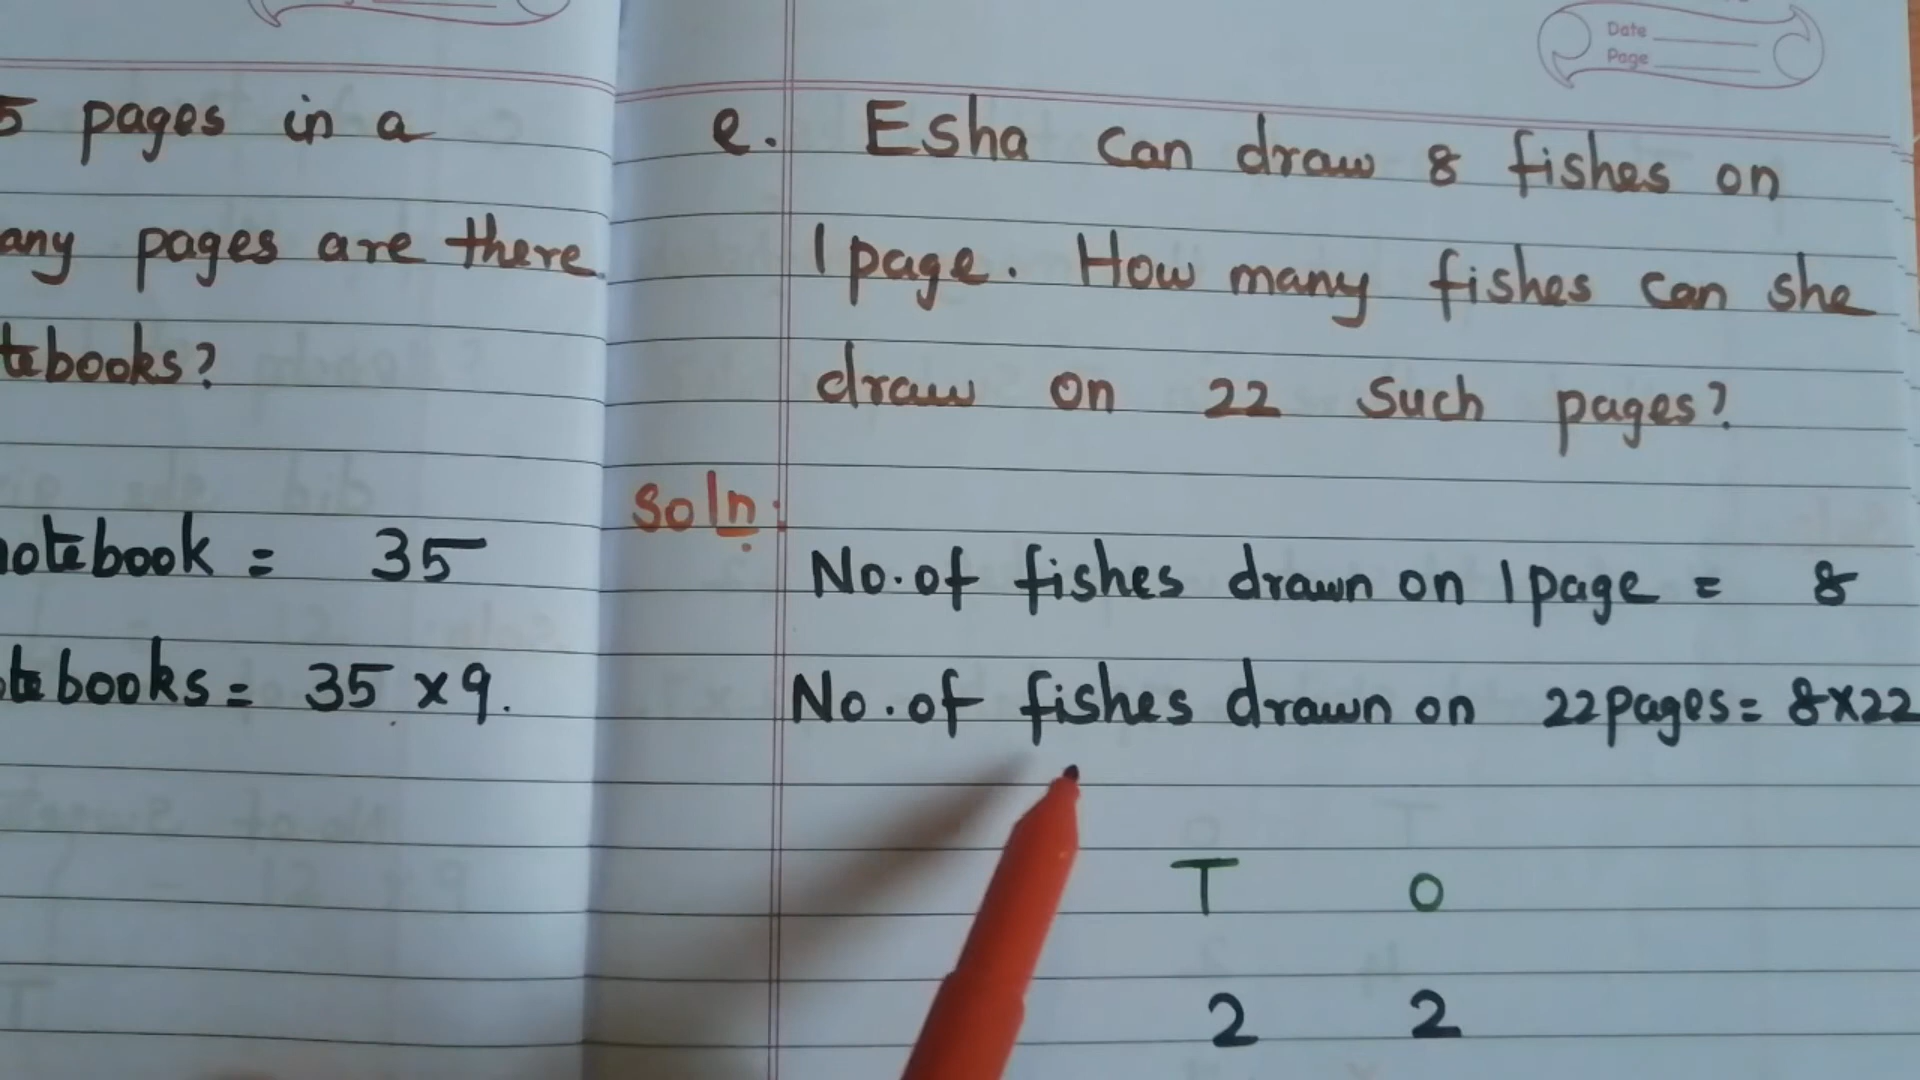 5 pages in a
any pages are there
tebooks?
notebook = 35
tebooks = 35 x 9.
Date
Page
e. Esha can draw 8 fishes on
1 page. How many fishes can she
draw on 22 such pages?
Soln:
No. of fishes drawn on 1 page = 8
No. of fishes drawn on 22 pages = 8x22
T O
2 2